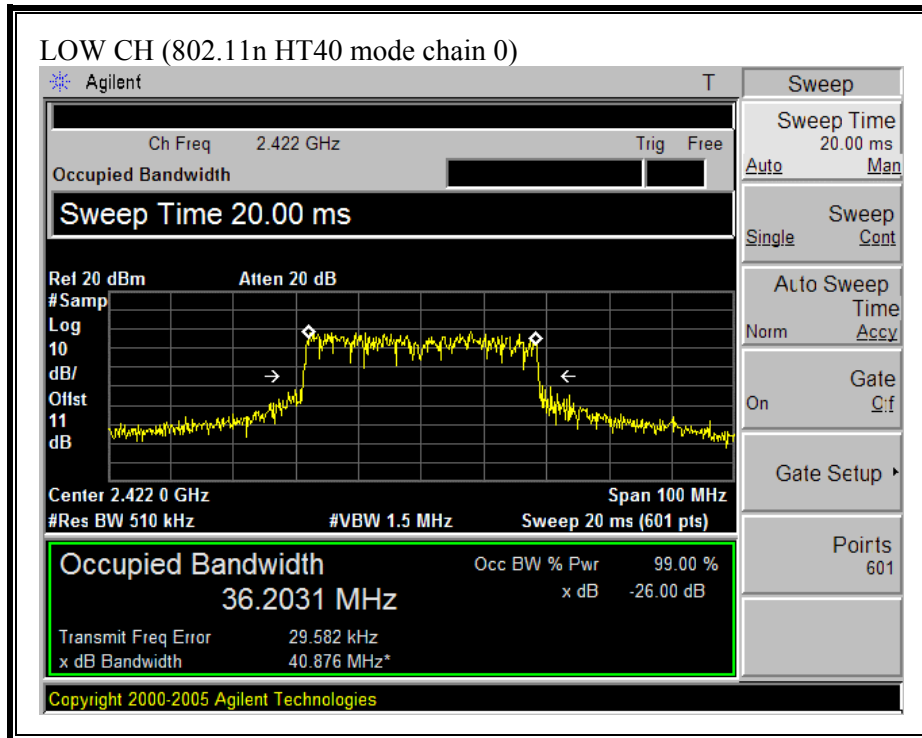 LOW CH (802.11n HT40 mode chain 0)
Agilent T
Ch Freq 2.422 GHz Trig Free
Occupied Bandwidth
Sweep Time 20.00 ms
Ref 20 dBm Atten 20 dB
#Samp
Log
10
dB/
Offst
11
dB
Center 2.422 0 GHz Span 100 MHz
#Res BW 510 kHz #VBW 1.5 MHz Sweep 20 ms (601 pts)
Occupied Bandwidth
36.2031 MHz
Occ BW % Pwr 99.00 %
x dB -26.00 dB
Transmit Freq Error 29.582 kHz
x dB Bandwidth 40.876 MHz*
Copyright 2000-2005 Agilent Technologies
Sweep
Sweep Time
20.00 ms
Auto Man
Sweep
Single Cont
Auto Sweep
Time
Norm Accy
Gate
On Off
Gate Setup
Points
601